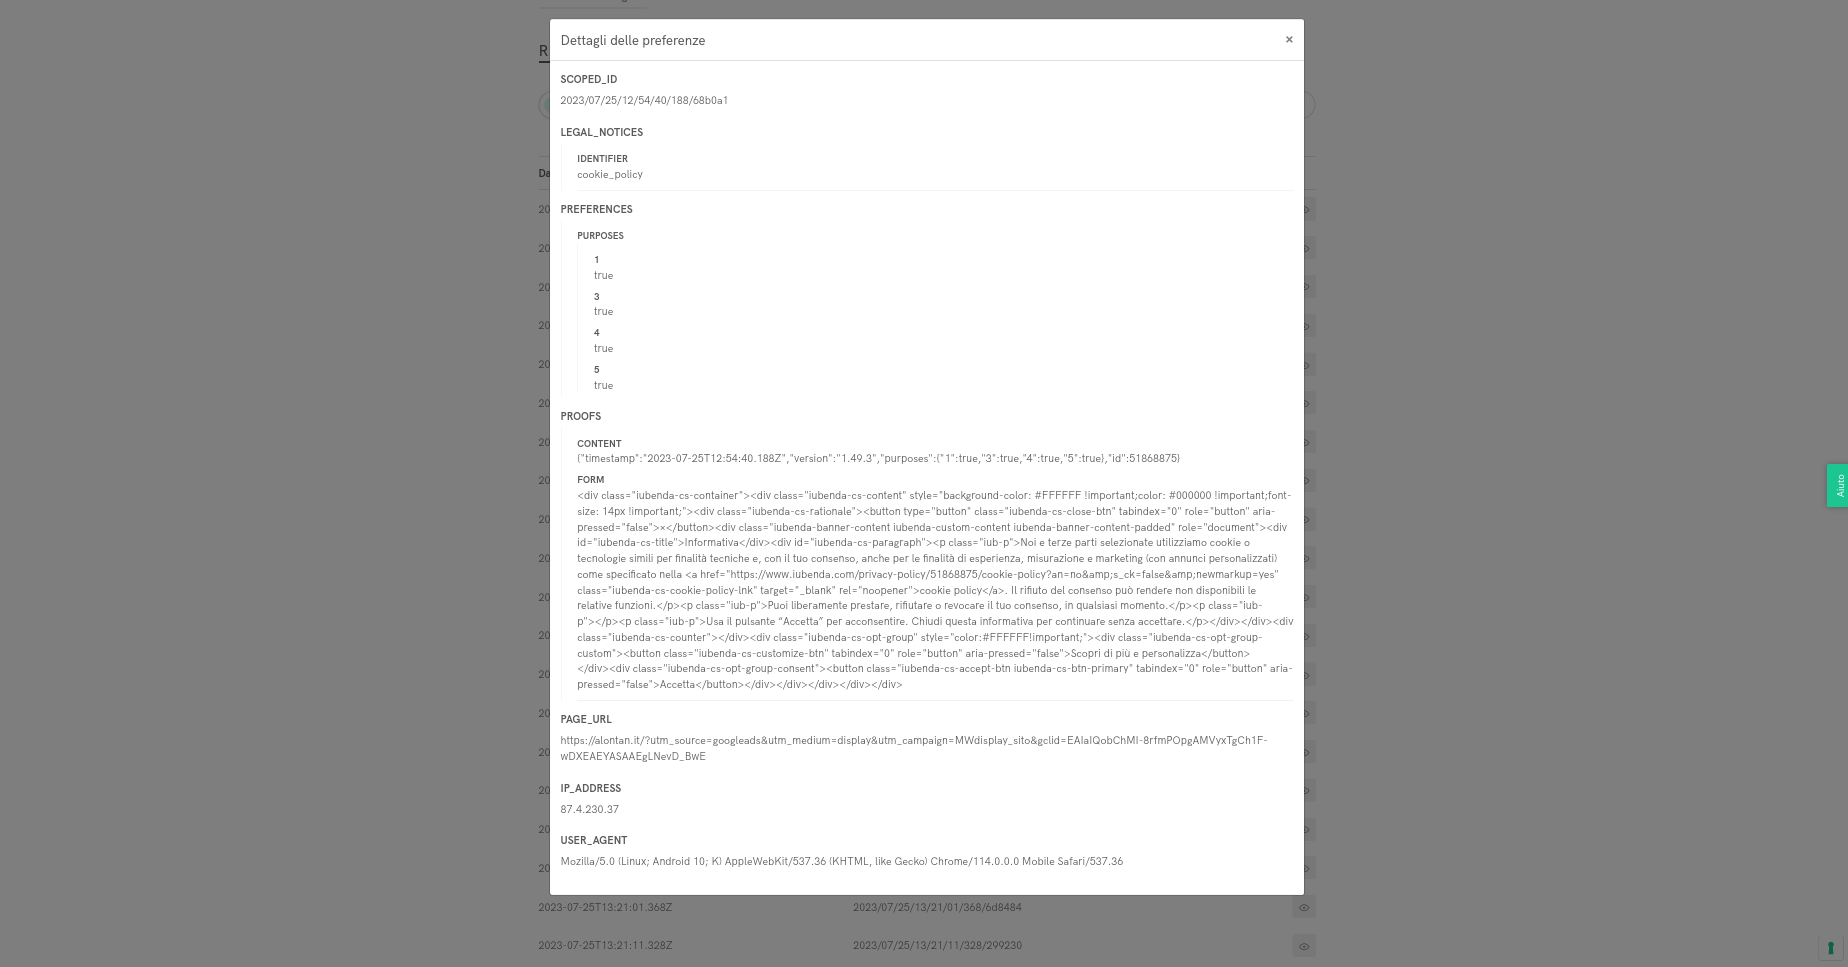 Dettagli delle preferenze
×
SCOPED_ID
2023/07/25/12/54/40/188/68b0a1
LEGAL_NOTICES
IDENTIFIER
cookie_policy
PREFERENCES
PURPOSES
1
true
3
true
4
true
5
true
PROOFS
CONTENT
{"timestamp":"2023-07-25T12:54:40.188Z","version":"1.49.3","purposes":{"1":true,"3":true,"4":true,"5":true},"id":51868875}
FORM
<div class="iubenda-cs-container"><div class="iubenda-cs-content" style="background-color: #FFFFFF !important;color: #000000 !important;font-
size: 14px !important;"><div class="iubenda-cs-rationale"><button type="button" class="iubenda-cs-close-btn" tabindex="0" role="button" aria-
pressed="false">×</button><div class="iubenda-banner-content iubenda-custom-content iubenda-banner-content-padded" role="document"><div
id="iubenda-cs-title">Informativa</div><div id="iubenda-cs-paragraph"><p class="iub-p">Noi e terze parti selezionate utilizziamo cookie o
tecnologie simili per finalità tecniche e, con il tuo consenso, anche per le finalità di esperienza, misurazione e marketing (con annunci personalizzati)
come specificato nella <a href="https://www.iubenda.com/privacy-policy/51868875/cookie-policy?an=no&amp;s_ck=false&amp;newmarkup=yes"
class="iubenda-cs-cookie-policy-lnk" target="_blank" rel="noopener">cookie policy</a>. Il rifiuto del consenso può rendere non disponibili le
relative funzioni.</p><p class="iub-p">Puoi liberamente prestare, rifiutare o revocare il tuo consenso, in qualsiasi momento.</p><p class="iub-
p"></p><p class="iub-p">Usa il pulsante “Accetta” per acconsentire. Chiudi questa informativa per continuare senza accettare.</p></div></div><div
class="iubenda-cs-counter"></div><div class="iubenda-cs-opt-group" style="color:#FFFFFF!important;"><div class="iubenda-cs-opt-group-
custom"><button class="iubenda-cs-customize-btn" tabindex="0" role="button" aria-pressed="false">Scopri di più e personalizza</button>
</div><div class="iubenda-cs-opt-group-consent"><button class="iubenda-cs-accept-btn iubenda-cs-btn-primary" tabindex="0" role="button" aria-
pressed="false">Accetta</button></div></div></div></div></div>
PAGE_URL
https://alontan.it/?utm_source=googleads&utm_medium=display&utm_campaign=MWdisplay_sito&gclid=EAIaIQobChMI-8rfmPOpgAMVyxTgCh1F-
wDXEAEYASAAEgLNevD_BwE
IP_ADDRESS
87.4.230.37
USER_AGENT
Mozilla/5.0 (Linux; Android 10; K) AppleWebKit/537.36 (KHTML, like Gecko) Chrome/114.0.0.0 Mobile Safari/537.36
2023-07-25T13:21:01.368Z 2023/07/25/13/21/01/368/6d8484
2023-07-25T13:21:11.328Z 2023/07/25/13/21/11/328/299230
Aiuto